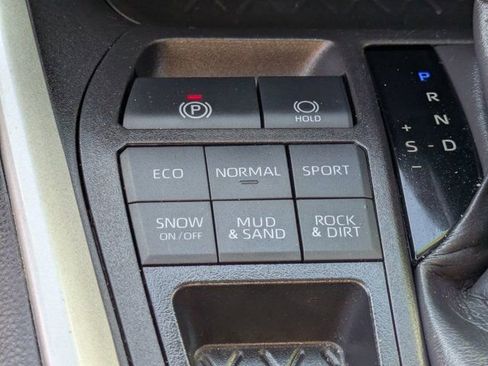 P
HOLD
ECO NORMAL SPORT
SNOW
ON/OFF
MUD
& SAND
ROCK
& DIRT
P
R
N
+
S - D
-